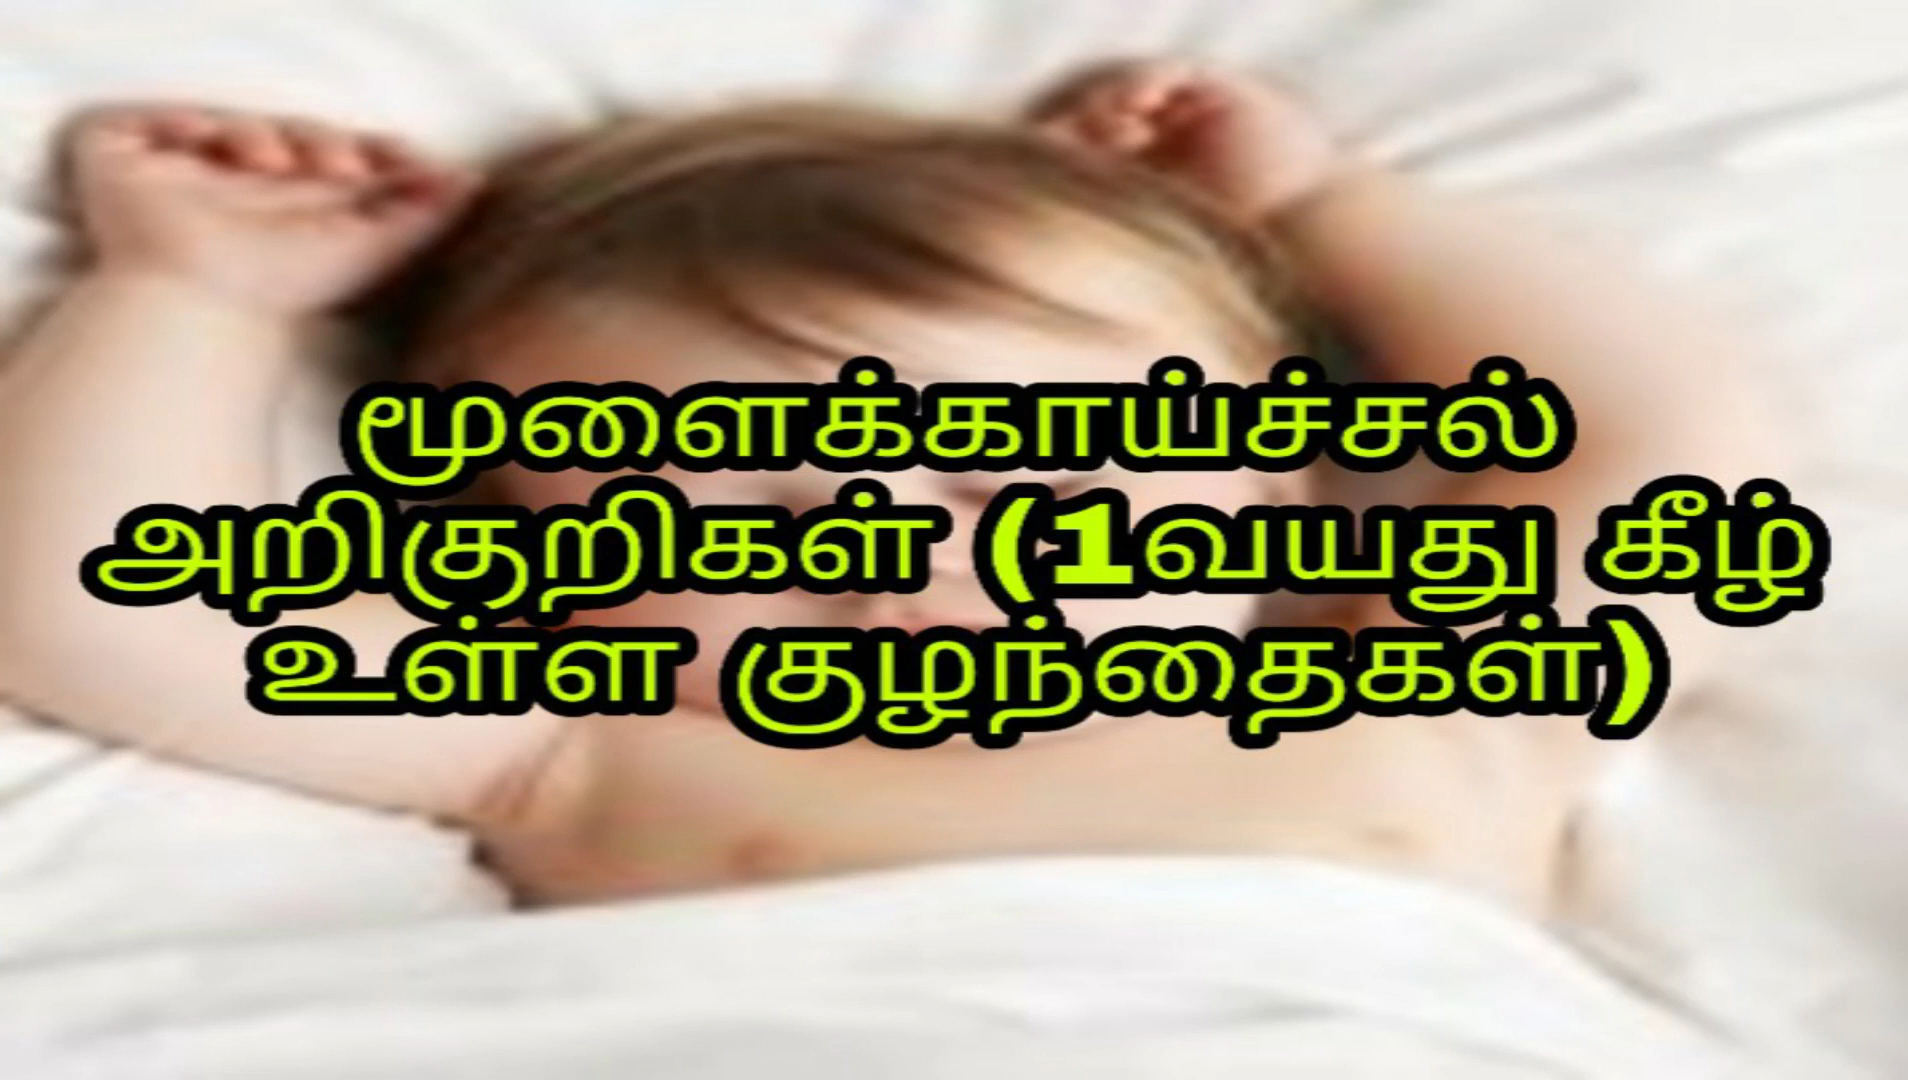 மூளைக்காய்ச்சல்
அறிகுறிகள் (1வயது கீழ்
உள்ள குழந்தைகள்)